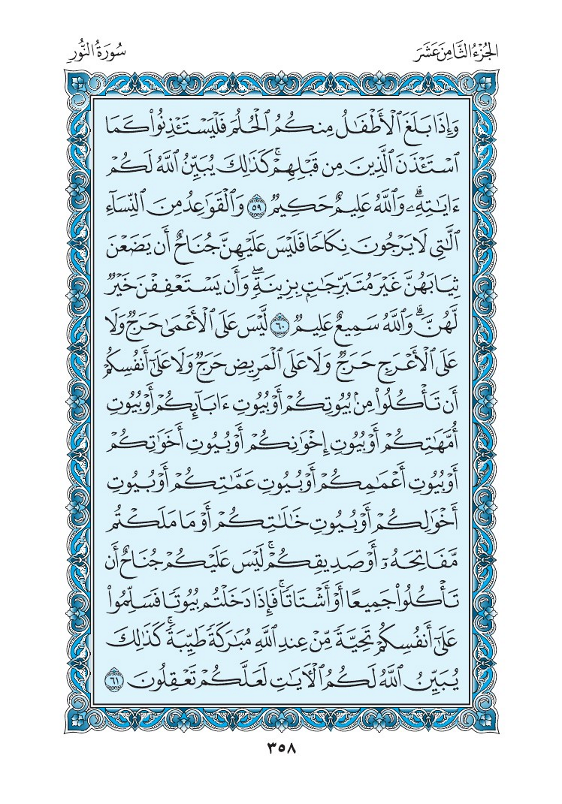 الجزء الثامن عشر
سورة النور
وَإِذَا بَلَغَ ٱلْأَطْفَٰلُ مِنكُمُ ٱلْحُلُمَ فَلْيَسْتَـْٔذِنُوا۟ كَمَا
ٱسْتَـْٔذَنَ ٱلَّذِينَ مِن قَبْلِهِمْ ۚ كَذَٰلِكَ يُبَيِّنُ ٱللَّهُ لَكُمْ
ءَايَٰتِهِۦ ۗ وَٱللَّهُ عَلِيمٌ حَكِيمٌ ٥٩ وَٱلْقَوَٰعِدُ مِنَ ٱلنِّسَآءِ
ٱلَّٰتِى لَا يَرْجُونَ نِكَاحًا فَلَيْسَ عَلَيْهِنَّ جُنَاحٌ أَن يَضَعْنَ
ثِيَابَهُنَّ غَيْرَ مُتَبَرِّجَٰتٍۭ بِزِينَةٍ ۖ وَأَن يَسْتَعْفِفْنَ خَيْرٌ
لَّهُنَّ ۗ وَٱللَّهُ سَمِيعٌ عَلِيمٌ ٦٠ لَّيْسَ عَلَى ٱلْأَعْمَىٰ حَرَجٌ وَلَا
عَلَى ٱلْأَعْرَجِ حَرَجٌ وَلَا عَلَى ٱلْمَرِيضِ حَرَجٌ وَلَا عَلَىٰٓ أَنفُسِكُمْ
أَن تَأْكُلُوا۟ مِنۢ بُيُوتِكُمْ أَوْ بُيُوتِ ءَابَآئِكُمْ أَوْ بُيُوتِ
أُمَّهَٰتِكُمْ أَوْ بُيُوتِ إِخْوَٰنِكُمْ أَوْ بُيُوتِ أَخَوَٰتِكُمْ
أَوْ بُيُوتِ أَعْمَٰمِكُمْ أَوْ بُيُوتِ عَمَّٰتِكُمْ أَوْ بُيُوتِ
أَخْوَٰلِكُمْ أَوْ بُيُوتِ خَٰلَٰتِكُمْ أَوْ مَا مَلَكْتُم
مَّفَاتِحَهُۥٓ أَوْ صَدِيقِكُمْ ۚ لَيْسَ عَلَيْكُمْ جُنَاحٌ أَن
تَأْكُلُوا۟ جَمِيعًا أَوْ أَشْتَاتًا ۚ فَإِذَا دَخَلْتُم بُيُوتًا فَسَلِّمُوا۟
عَلَىٰٓ أَنفُسِكُمْ تَحِيَّةً مِّنْ عِندِ ٱللَّهِ مُبَٰرَكَةً طَيِّبَةً ۚ كَذَٰلِكَ
يُبَيِّنُ ٱللَّهُ لَكُمُ ٱلْـَٔايَٰتِ لَعَلَّكُمْ تَعْقِلُونَ ٦١
٣٥٨